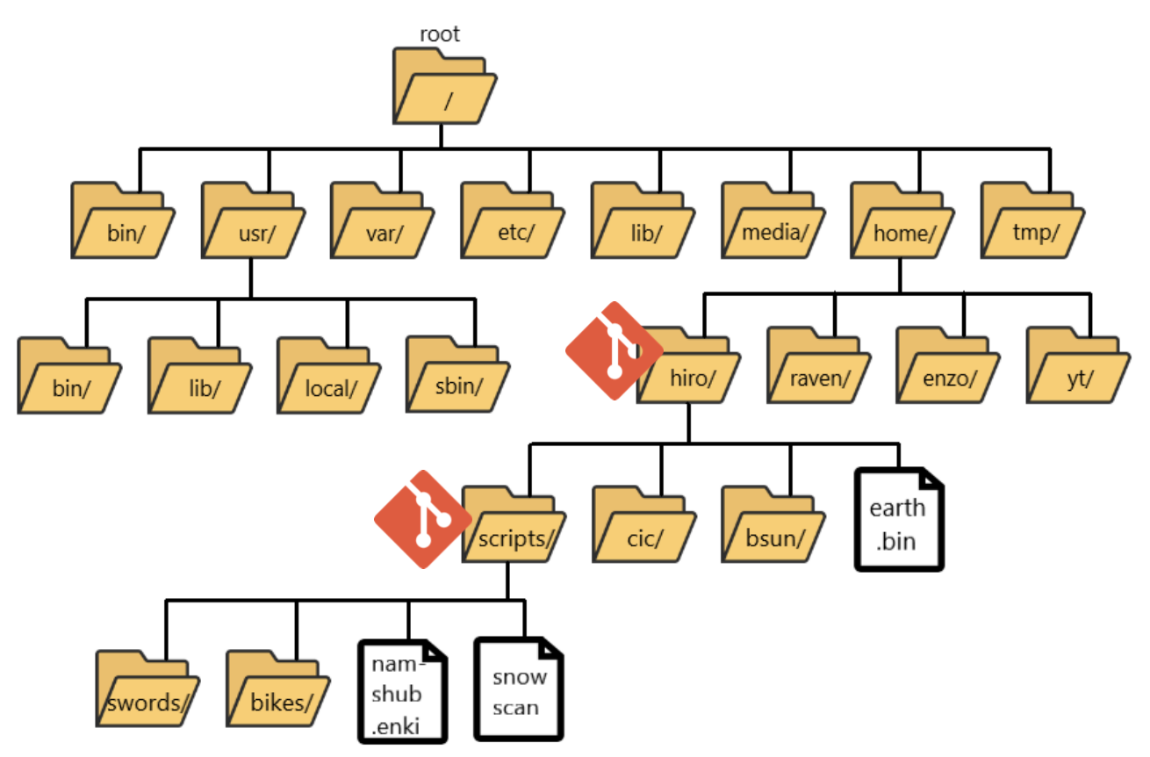 root
/
bin/
usr/
var/
etc/
lib/
media/
home/
tmp/
bin/
lib/
local/
sbin/
hiro/
raven/
enzo/
yt/
scripts/
cic/
bsun/
earth
.bin
swords/
bikes/
nam-
shub
.enki
snow
scan